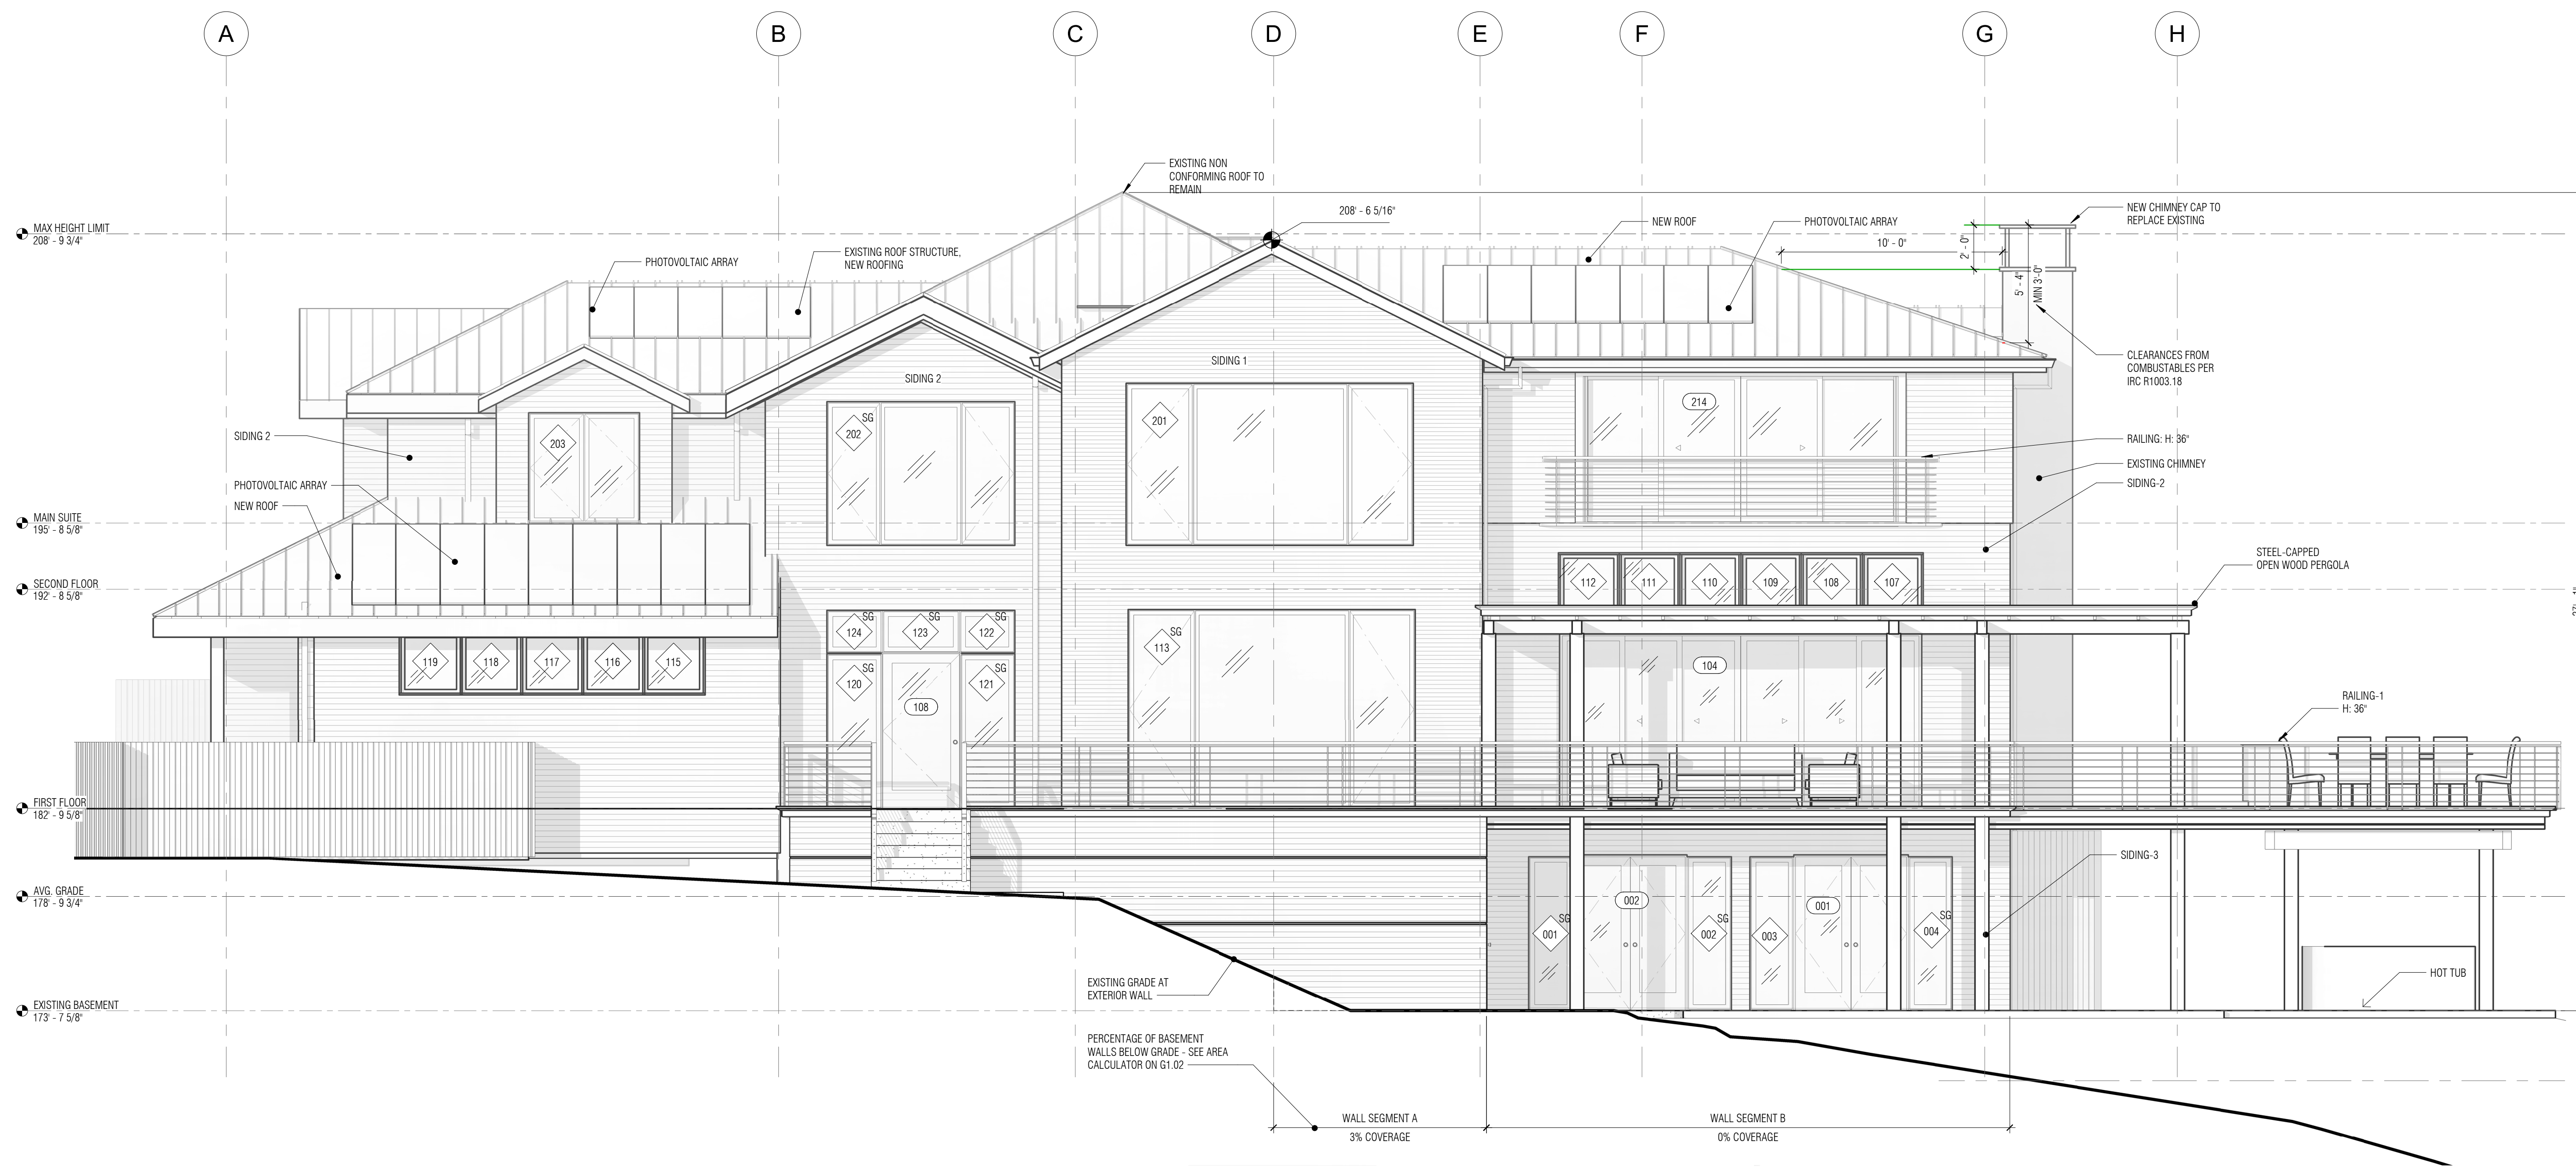 A
B
C
D
E
F
G
H
EXISTING NON
CONFORMING ROOF TO
REMAIN
208' - 6 5/16"
NEW ROOF
PHOTOVOLTAIC ARRAY
NEW CHIMNEY CAP TO
REPLACE EXISTING
MAX HEIGHT LIMIT
208' - 9 3/4"
10' - 0"
2' - 0"
5' - 4"
MIN 3'-0"
PHOTOVOLTAIC ARRAY
EXISTING ROOF STRUCTURE,
NEW ROOFING
CLEARANCES FROM
COMBUSTABLES PER
IRC R1003.18
SIDING 1
SIDING 2
SG
202
201
214
203
SIDING 2
RAILING: H: 36"
EXISTING CHIMNEY
SIDING-2
PHOTOVOLTAIC ARRAY
NEW ROOF
MAIN SUITE
195' - 8 5/8"
STEEL-CAPPED
OPEN WOOD PERGOLA
SECOND FLOOR
192' - 8 5/8"
112
111
110
109
108
107
SG
124
SG
123
SG
122
SG
113
119
118
117
116
115
SG
120
SG
121
108
104
RAILING-1
H: 36"
FIRST FLOOR
182' - 9 5/8"
SIDING-3
AVG. GRADE
178' - 9 3/4"
002
001
SG
001
SG
002
003
SG
004
EXISTING GRADE AT
EXTERIOR WALL
HOT TUB
EXISTING BASEMENT
173' - 7 5/8"
PERCENTAGE OF BASEMENT
WALLS BELOW GRADE - SEE AREA
CALCULATOR ON G1.02
WALL SEGMENT A
3% COVERAGE
WALL SEGMENT B
0% COVERAGE